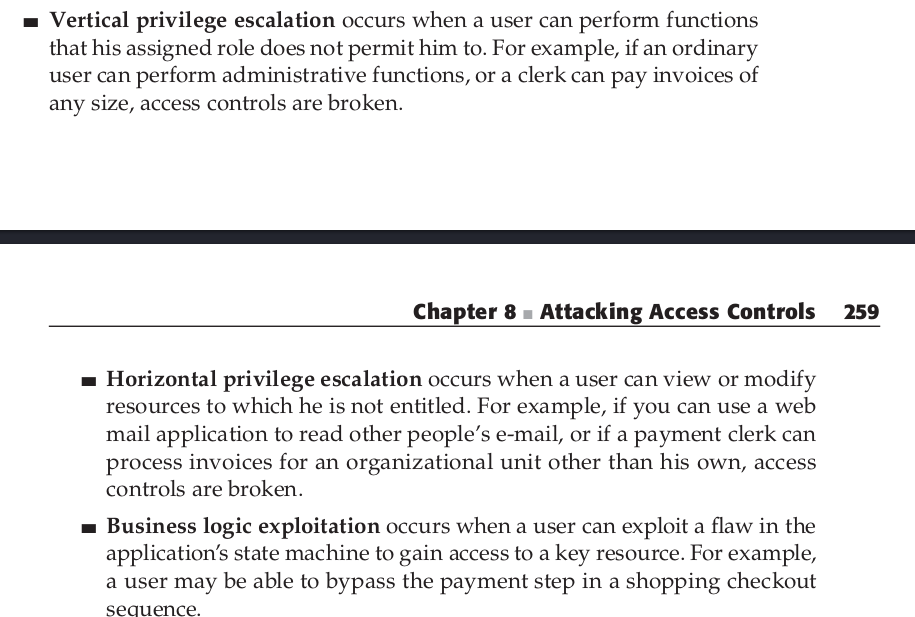 Vertical privilege escalation occurs when a user can perform functions
that his assigned role does not permit him to. For example, if an ordinary
user can perform administrative functions, or a clerk can pay invoices of
any size, access controls are broken.
Chapter 8 ■ Attacking Access Controls 259
■ Horizontal privilege escalation occurs when a user can view or modify
resources to which he is not entitled. For example, if you can use a web
mail application to read other people's e-mail, or if a payment clerk can
process invoices for an organizational unit other than his own, access
controls are broken.
■ Business logic exploitation occurs when a user can exploit a flaw in the
application's state machine to gain access to a key resource. For example,
a user may be able to bypass the payment step in a shopping checkout
sequence.